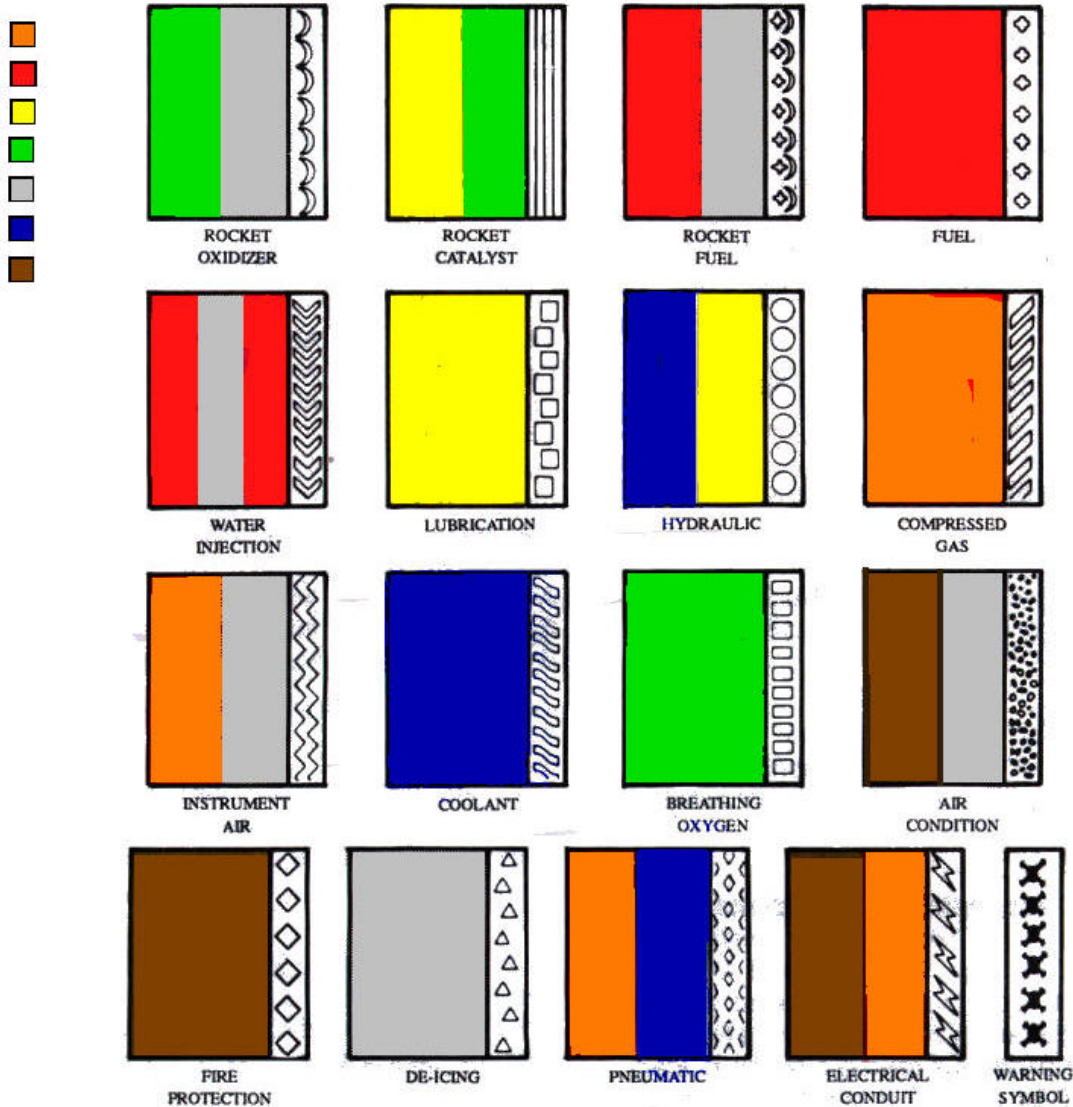 ROCKET
OXIDIZER
ROCKET
CATALYST
ROCKET
FUEL
FUEL
WATER
INJECTION
LUBRICATION
HYDRAULIC
COMPRESSED
GAS
INSTRUMENT
AIR
COOLANT
BREATHING
OXYGEN
AIR
CONDITION
FIRE
PROTECTION
DE-ICING
PNEUMATIC
ELECTRICAL
CONDUIT
WARNING
SYMBOL